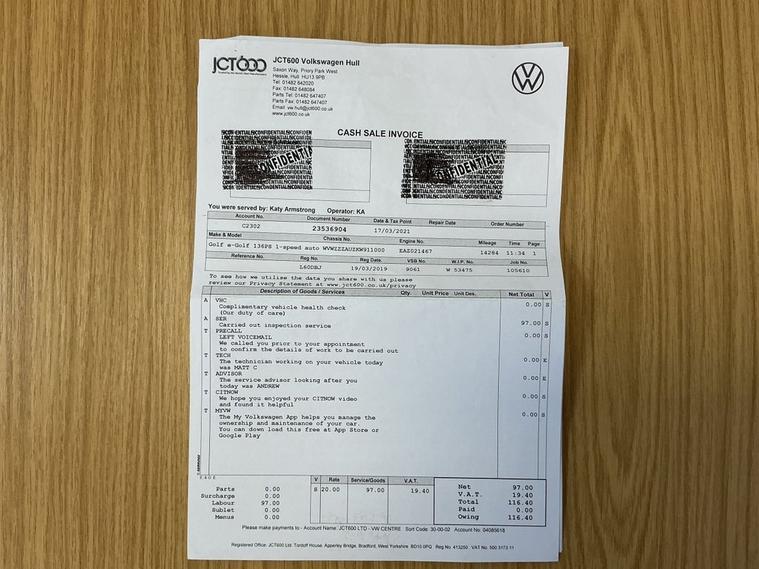 JCT600
JCT600 Volkswagen Hull
Saxon Way, Priory Park West
Hessle, Hull HU13 9PB
Tel: 01482 642020
Fax: 01482 648084
Parts Tel: 01482 647407
Parts Fax: 01482 647407
Email: vw.hull@jct600.co.uk
www.jct600.co.uk
CASH SALE INVOICE
CONFIDENTIAL
CONFIDENTIAL
You were served by: Katy Armstrong Operator: KA
Account No. Document Number Date & Tax Point Repair Date Order Number
C2302 23536904 17/03/2021
Make & Model Chassis No. Engine No. Mileage Time Page
Golf e-Golf 136PS 1-speed auto WVWZZZAUZKW911000 EAZ021467 14284 11:34 1
Reference No. Reg No. Reg Date. VSB No. W.I.P. No. Job No.
L60DBJ 19/03/2019 9061 W 53475 105610
To see how we utilise the data you share with us please
review our Privacy Statement at www.jct600.co.uk/privacy
Description of Goods / Services Qty. Unit Price Unit Des. Net Total V
A VHC 0.00 S
Complimentary vehicle health check
(Our duty of care)
A SER
Carried out inspection service 97.00 S
T PRECALL 0.00 S
LEFT VOICEMAIL
We called you prior to your appointment
to confirm the details of work to be carried out
T TECH 0.00 E
The technician working on your vehicle today
was MATT C
T ADVISOR 0.00 E
The service advisor looking after you
today was ANDREW
T CITNOW 0.00 S
We hope you enjoyed your CITNOW video
and found it helpful
T MYVW 0.00 S
The My Volkswagen App helps you manage the
ownership and maintenance of your car.
You can down load this free at App Store or
Google Play
E & O E
V Rate Service/Goods V.A.T.
S 20.00 97.00 19.40
Parts 0.00
Surcharge 0.00
Labour 97.00
Sublet 0.00
Menus 0.00
Net 97.00
V.A.T. 19.40
Total 116.40
Paid 0.00
Owing 116.40
Please make payments to - Account Name: JCT600 LTD - VW CENTRE Sort Code: 30-00-02 Account No: 04085618
Registered Office: JCT600 Ltd. Tordoff House, Apperley Bridge, Bradford, West Yorkshire BD10 0PQ Reg No 413250 VAT No. 500 3173 11